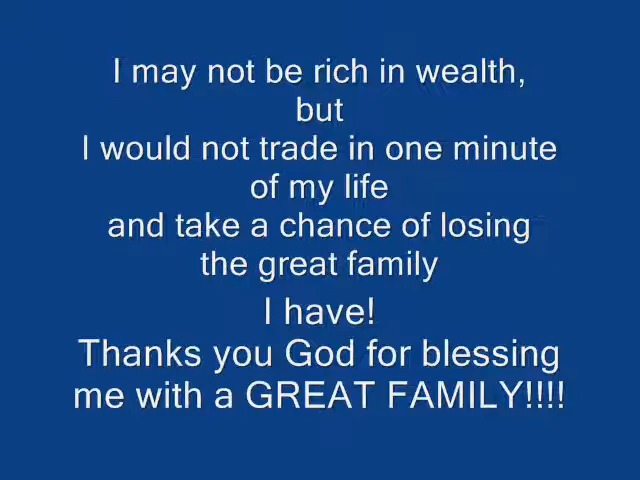 I may not be rich in wealth,
but
I would not trade in one minute
of my life
and take a chance of losing
the great family
I have!
Thanks you God for blessing
me with a GREAT FAMILY!!!!